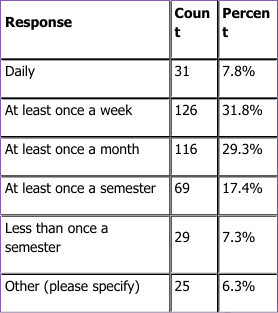 Response Count Percent
Daily 31 7.8%
At least once a week 126 31.8%
At least once a month 116 29.3%
At least once a semester 69 17.4%
Less than once a semester 29 7.3%
Other (please specify) 25 6.3%